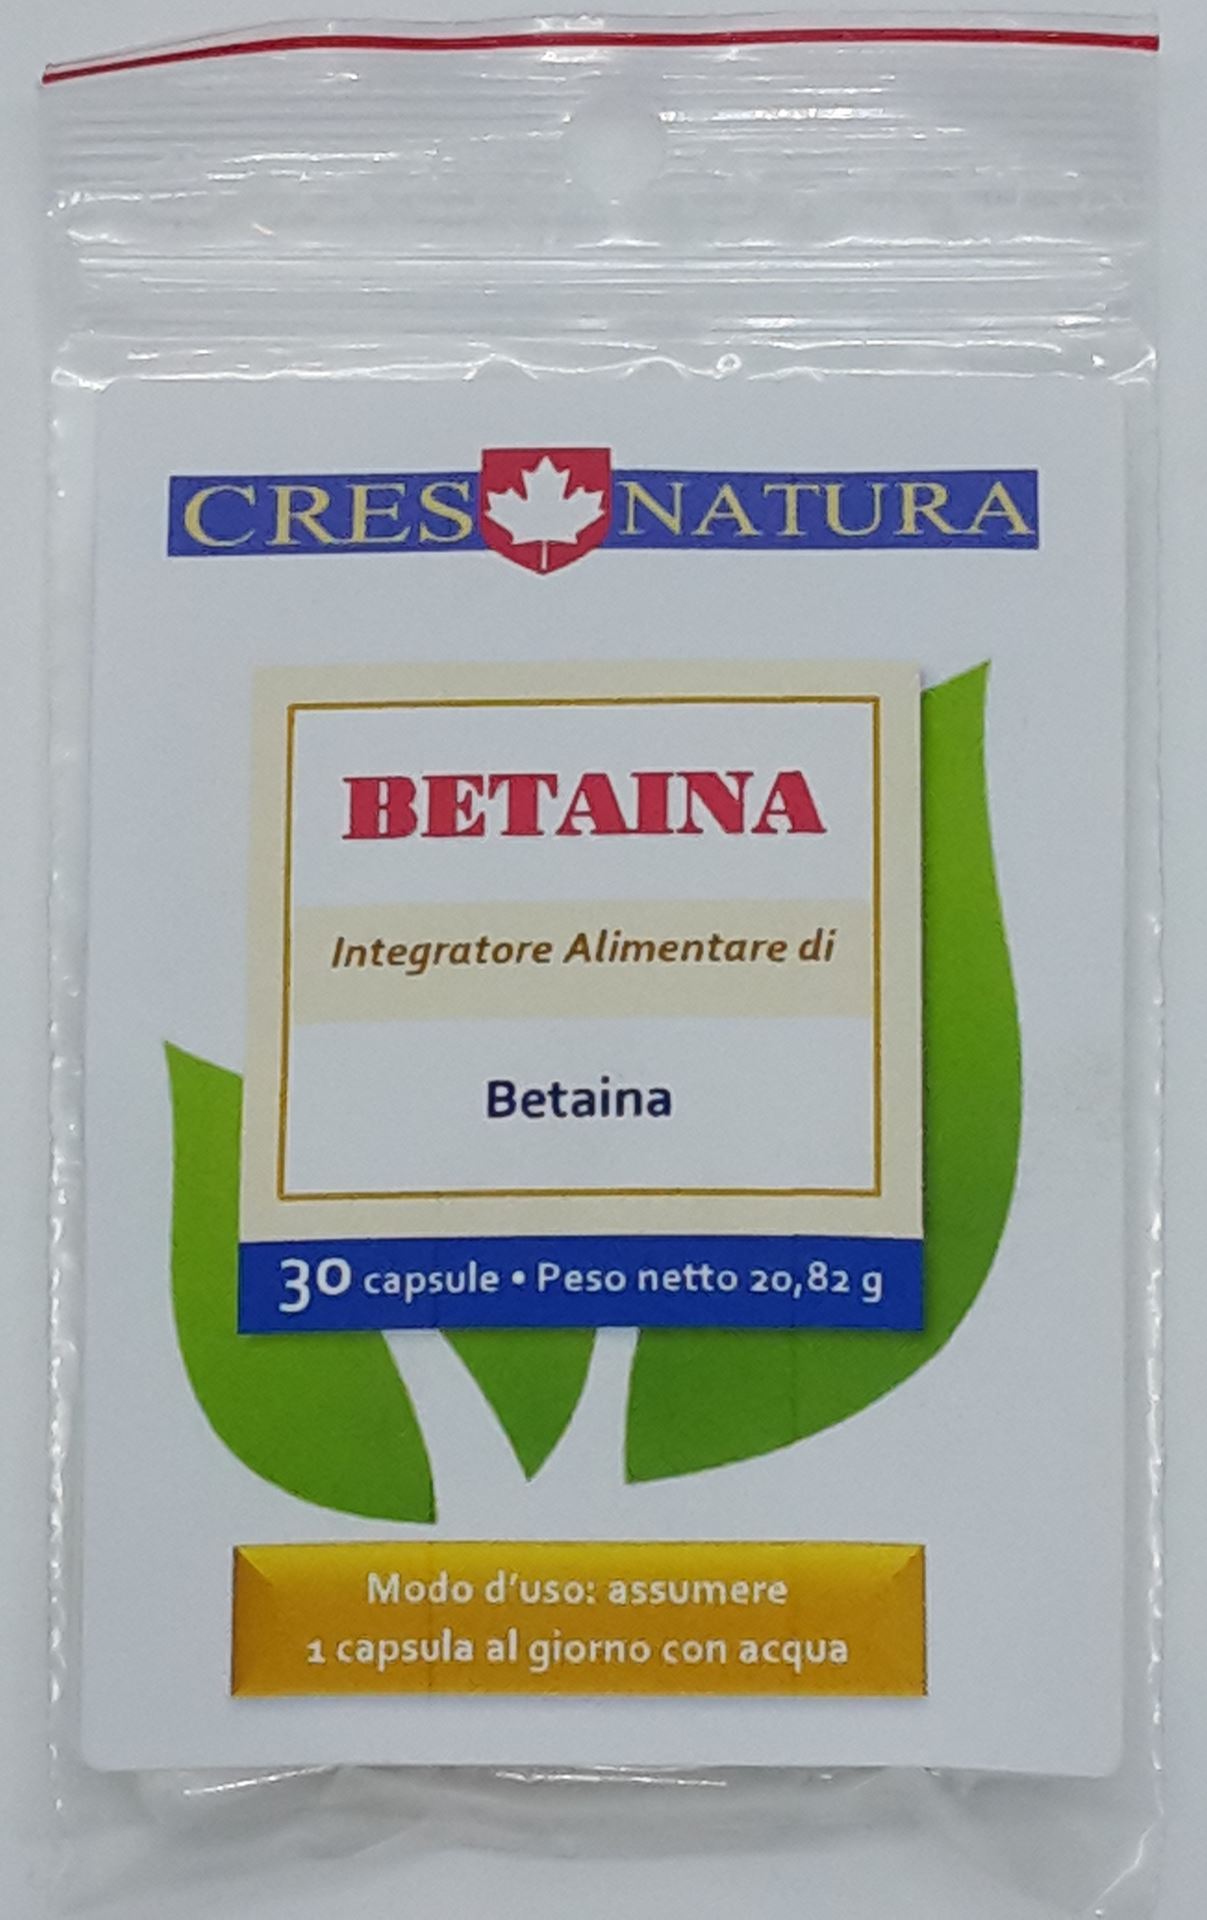 CRES NATURA
BETAINA
Integratore Alimentare di
Betaina
30 capsule • Peso netto 20,82 g
Modo d'uso: assumere
1 capsula al giorno con acqua